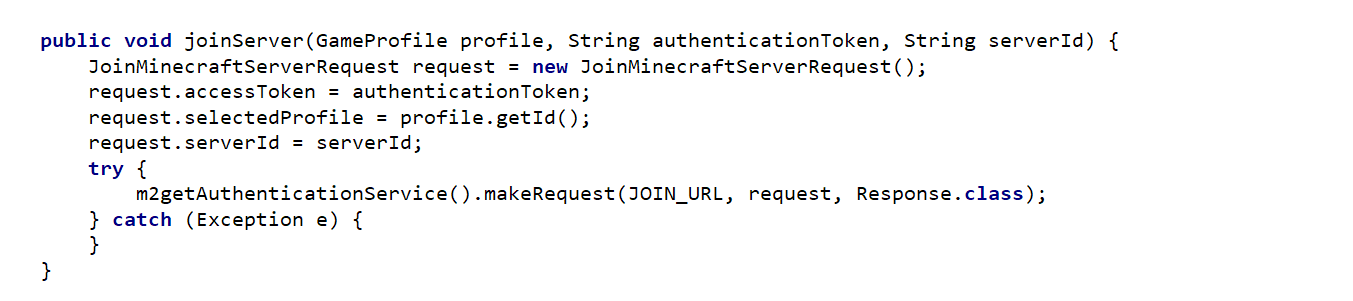 public void joinServer(GameProfile profile, String authenticationToken, String serverId) {
    JoinMinecraftServerRequest request = new JoinMinecraftServerRequest();
    request.accessToken = authenticationToken;
    request.selectedProfile = profile.getId();
    request.serverId = serverId;
    try {
        m2getAuthenticationService().makeRequest(JOIN_URL, request, Response.class);
    } catch (Exception e) {
    }
}